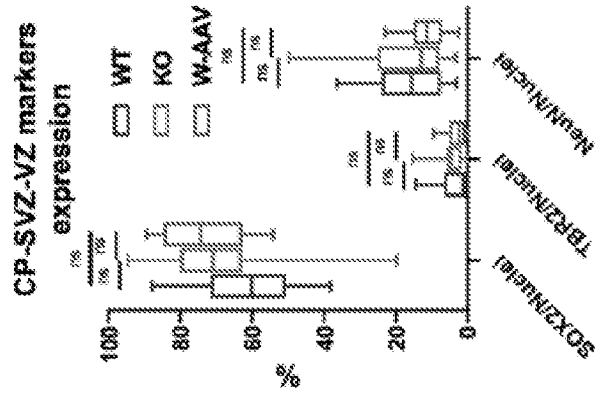 CP-SVZ-VZ markers
expression
WT
KO
W-AAV
%
100
80
60
40
20
0
ns
ns
ns
ns
ns
ns
ns
ns
ns
SOX2/Nuclei
TBR2/Nuclei
NeuN/Nuclei